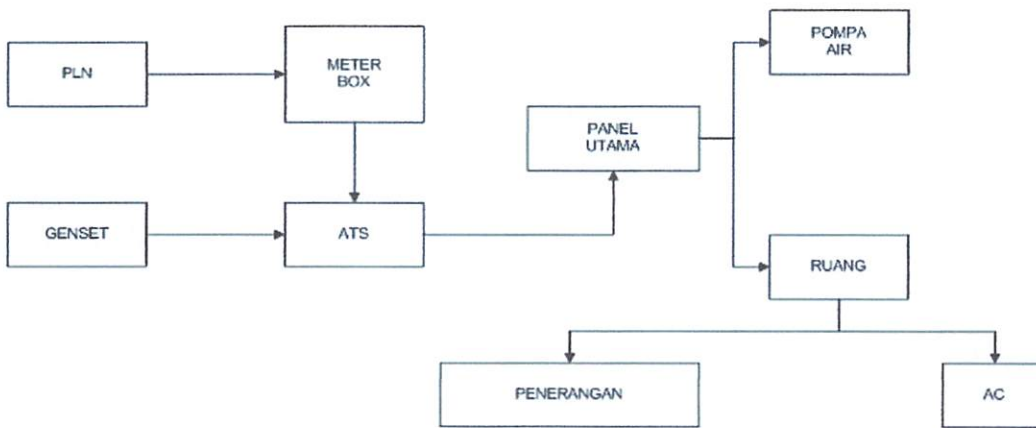 PLN
METER
BOX
POMPA
AIR
PANEL
UTAMA
GENSET
ATS
RUANG
PENERANGAN
AC